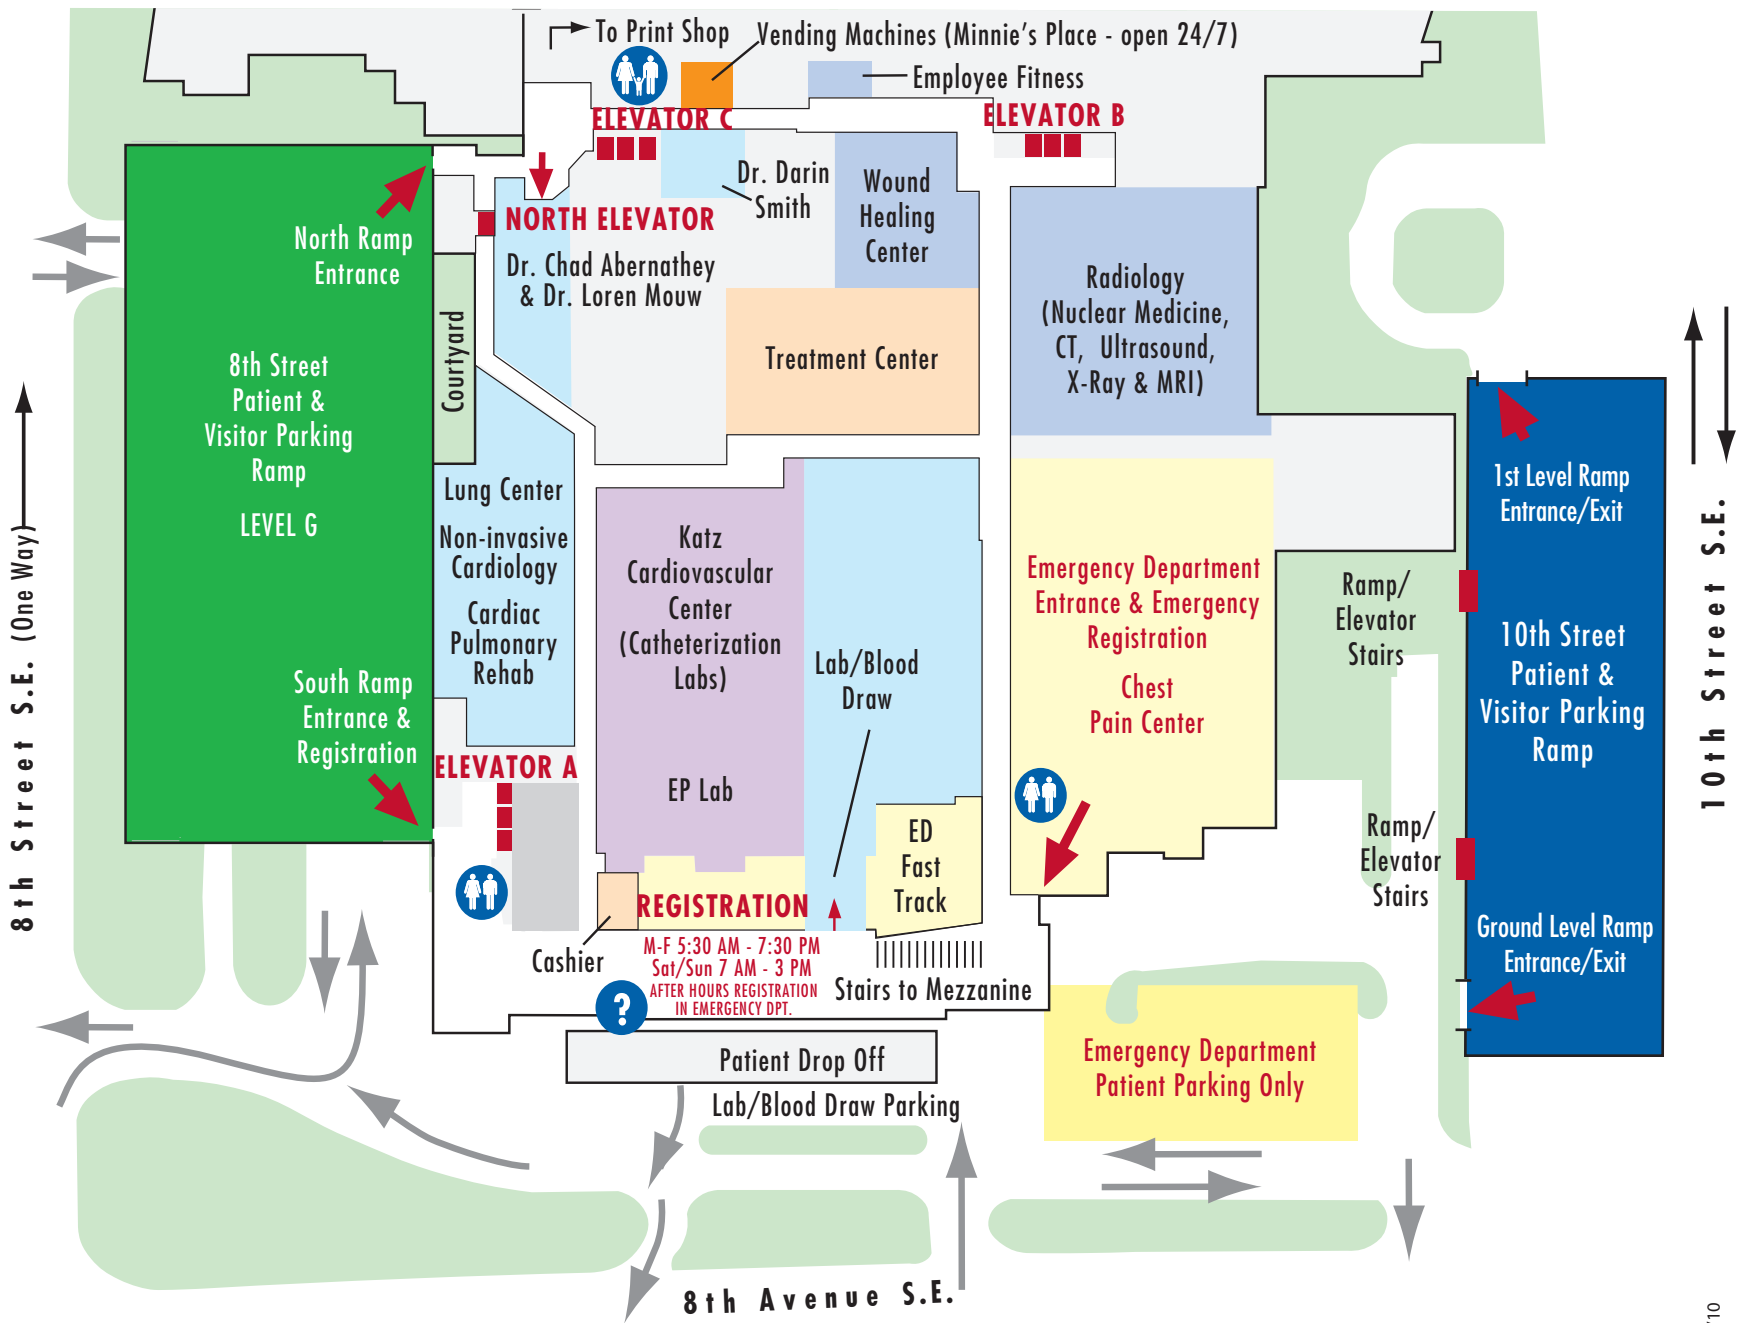 To Print Shop
Vending Machines (Minnie's Place - open 24/7)
Employee Fitness
ELEVATOR C
ELEVATOR B
Dr. Darin
Smith
Wound
Healing
Center
NORTH ELEVATOR
North Ramp
Entrance
Dr. Chad Abernathey
& Dr. Loren Mouw
Radiology
(Nuclear Medicine,
CT, Ultrasound,
X-Ray & MRI)
Courtyard
Treatment Center
8th Street
Patient &
Visitor Parking
Ramp
LEVEL G
8th Street S.E. (One Way)
Lung Center
Non-invasive
Cardiology
Cardiac
Pulmonary
Rehab
Katz
Cardiovascular
Center
(Catheterization
Labs)
EP Lab
Lab/Blood
Draw
Emergency Department
Entrance & Emergency
Registration
Chest
Pain Center
1st Level Ramp
Entrance/Exit
10th Street S.E.
Ramp/
Elevator
Stairs
10th Street
Patient &
Visitor Parking
Ramp
South Ramp
Entrance &
Registration
ELEVATOR A
ED
Fast
Track
Ramp/
Elevator
Stairs
Ground Level Ramp
Entrance/Exit
REGISTRATION
M-F 5:30 AM - 7:30 PM
Sat/Sun 7 AM - 3 PM
AFTER HOURS REGISTRATION
IN EMERGENCY DPT.
Cashier
?
Stairs to Mezzanine
Patient Drop Off
Lab/Blood Draw Parking
Emergency Department
Patient Parking Only
8th Avenue S.E.